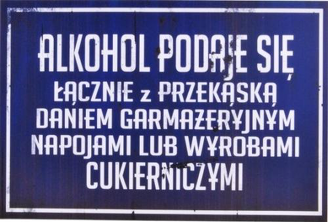 ALKOHOL PODAJE SIĘ
ŁĄCZNIE z PRZEKĄSKĄ
DANIEM GARMAŻERYJNYM
NAPOJAMI LUB WYROBAMI
CUKIERNICZYMI